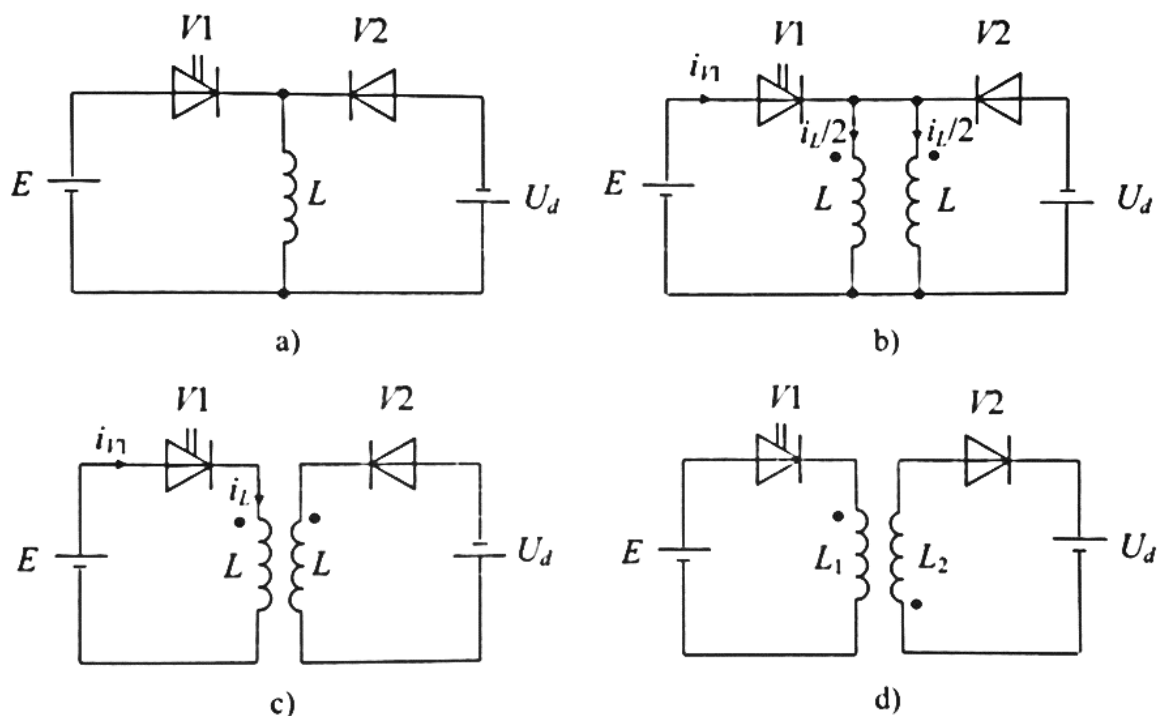 V1 V2
E L U_d
a)
V1 V2
i_V1
i_L/2 i_L/2
E L L U_d
b)
V1 V2
i_V1
i_L
E L L U_d
c)
V1 V2
E L_1 L_2 U_d
d)